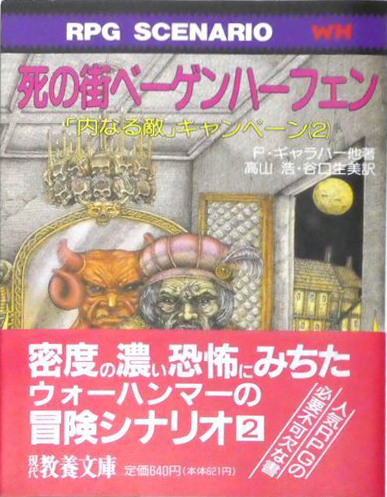 RPG SCENARIO WH
死の街ベーゲンハーフェン
「内なる敵」キャンペーン(2)
P・ギャラハー他著
高山 浩・谷口生美訳
密度の濃い恐怖にみちた
ウォーハンマーの
冒険シナリオ2
人気RPGの
必要不可欠な書
現代教養文庫 定価640円(本体621円)